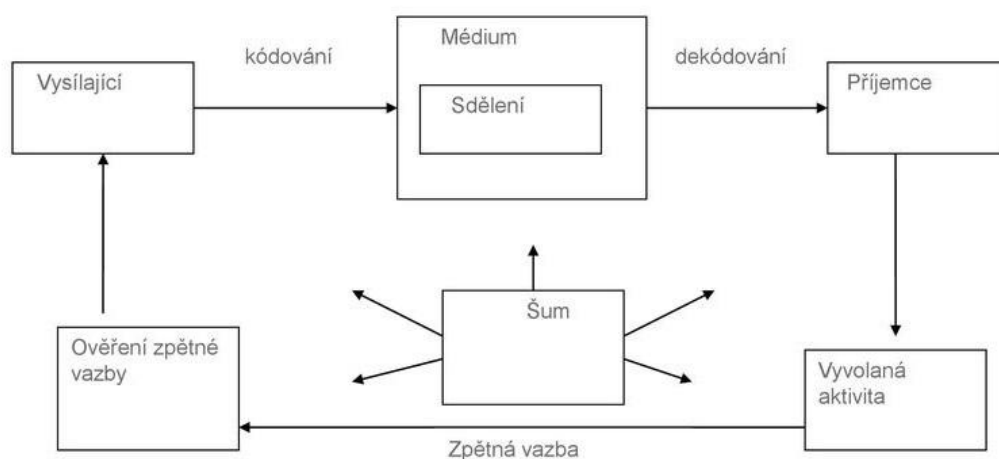 Médium
kódování
dekódování
Vysílající
Sdělení
Příjemce
Šum
Ověření zpětné
vazby
Vyvolaná
aktivita
Zpětná vazba